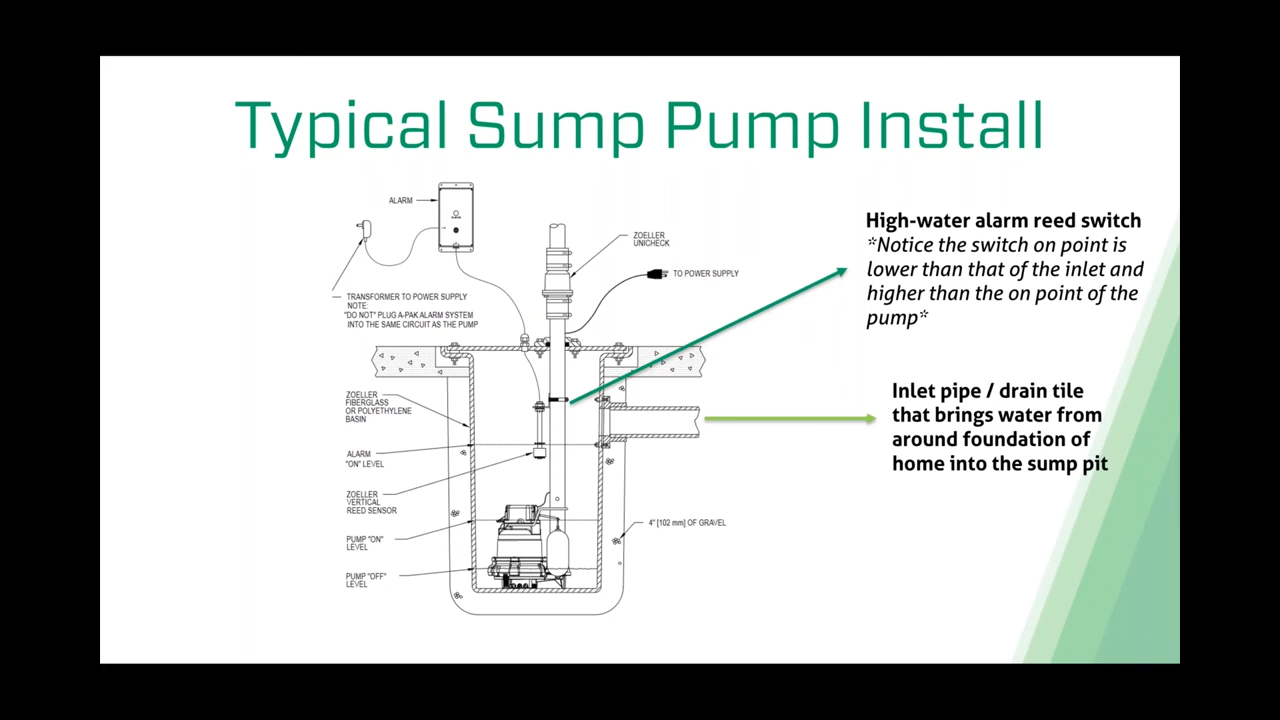 Typical Sump Pump Install
ALARM
ZOELLER
UNICHECK
TO POWER SUPPLY
TRANSFORMER TO POWER SUPPLY
NOTE:
"DO NOT" PLUG A-PAK ALARM SYSTEM
INTO THE SAME CIRCUIT AS THE PUMP
ZOELLER
FIBERGLASS
OR POLYETHYLENE
BASIN
ALARM
"ON" LEVEL
ZOELLER
VERTICAL
REED SENSOR
PUMP "ON"
LEVEL
PUMP "OFF"
LEVEL
4" [102 mm] OF GRAVEL
High-water alarm reed switch
*Notice the switch on point is
lower than that of the inlet and
higher than the on point of the
pump*
Inlet pipe / drain tile
that brings water from
around foundation of
home into the sump pit